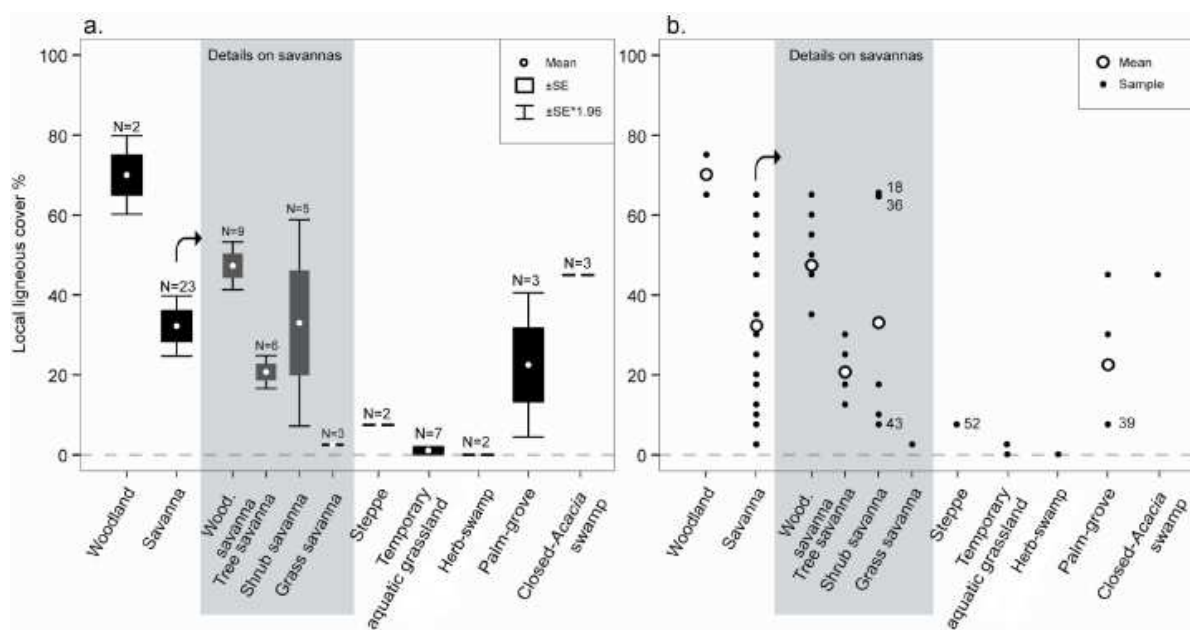 a.
Details on savannas
Mean
±SE
±SE*1.96
100
80
60
40
20
0
Local ligneous cover %
N=2
N=23
N=9
N=6
N=5
N=3
N=2
N=7
N=2
N=3
N=3
Woodland
Savanna
Wood.
savanna
Tree savanna
Shrub savanna
Grass savanna
Steppe
Temporary
aquatic grassland
Herb-swamp
Palm-grove
Closed-Acacia
swamp
b.
Details on savannas
Mean
Sample
100
80
60
40
20
0
18
36
43
52
39
Woodland
Savanna
Wood.
savanna
Tree savanna
Shrub savanna
Grass savanna
Steppe
Temporary
aquatic grassland
Herb-swamp
Palm-grove
Closed-Acacia
swamp